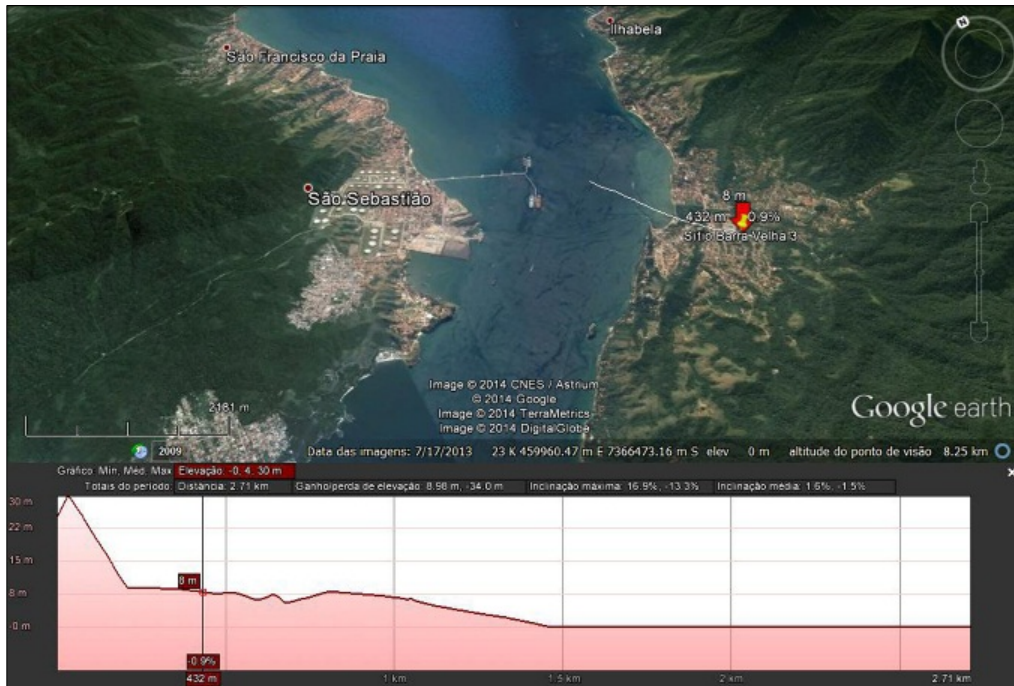 Ilhabela
N
São Francisco da Praia
São Sebastião
8 m
432 m -0.9%
Sítio Barra Velha 3
Image © 2014 CNES / Astrium
© 2014 Google
Image © 2014 TerraMetrics
Image © 2014 DigitalGlobe
2181 m
Google earth
2009
Data das imagens: 7/17/2013 23 K 459960.47 m E 7366473.16 m S elev 0 m altitude do ponto de visão 8.25 km
Gráfico: Mín, Méd, Máx Elevação: -0, 4, 30 m
Totais do período: Distância: 2.71 km Ganho/perda de elevação: 8.98 m, -34.0 m Inclinação máxima: 16.9%, -13.3% Inclinação média: 1.6%, -1.5%
30 m
22 m
15 m
8 m
8 m
-0 m
-0.9%
432 m 1 km 1.5 km 2 km 2.71 km